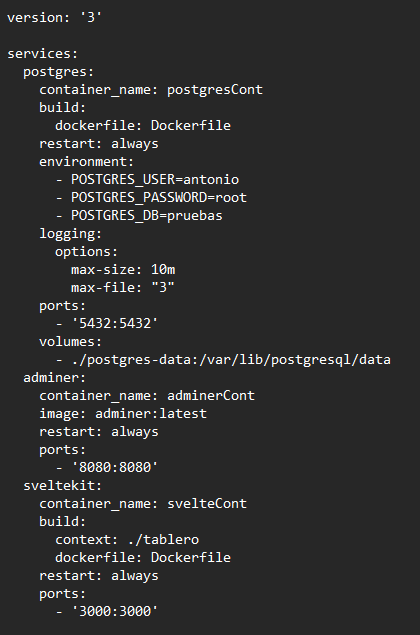 version: '3'

services:
  postgres:
    container_name: postgresCont
    build:
      dockerfile: Dockerfile
    restart: always
    environment:
      - POSTGRES_USER=antonio
      - POSTGRES_PASSWORD=root
      - POSTGRES_DB=pruebas
    logging:
      options:
        max-size: 10m
        max-file: "3"
    ports:
      - '5432:5432'
    volumes:
      - ./postgres-data:/var/lib/postgresql/data
  adminer:
    container_name: adminerCont
    image: adminer:latest
    restart: always
    ports:
      - '8080:8080'
  sveltekit:
    container_name: svelteCont
    build:
      context: ./tablero
      dockerfile: Dockerfile
    restart: always
    ports:
      - '3000:3000'